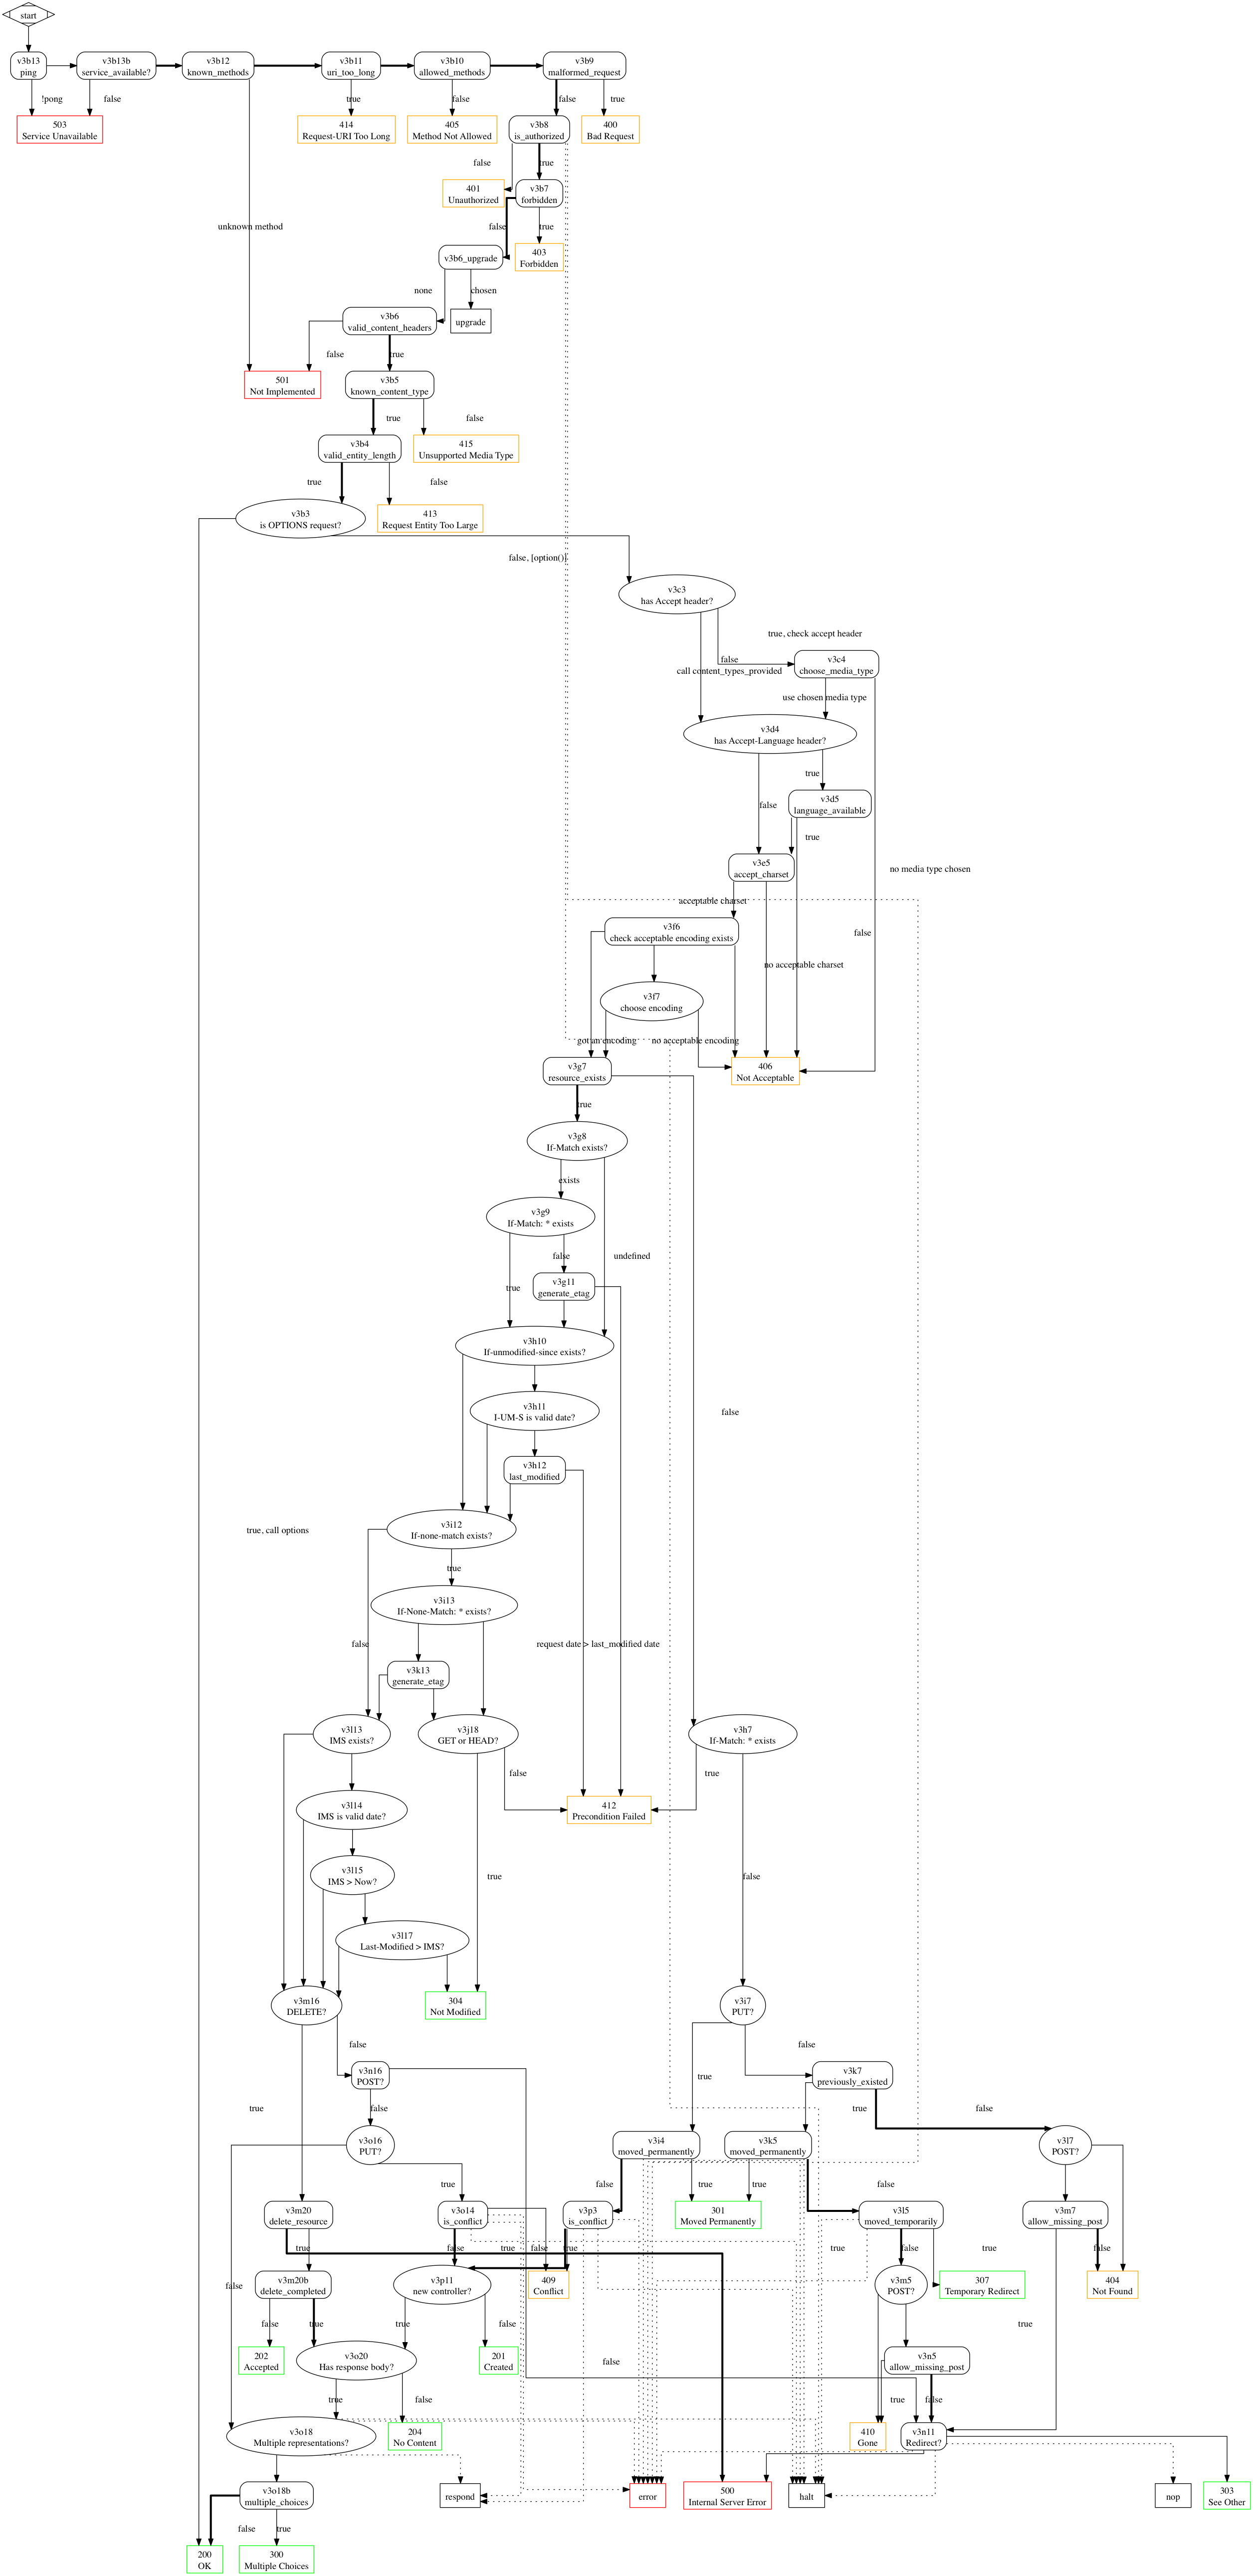 start
v3b13
ping
v3b13b
service_available?
v3b12
known_methods
v3b11
uri_too_long
v3b10
allowed_methods
v3b9
malformed_request
!pong
false
true
false
false
true
503
Service Unavailable
414
Request-URI Too Long
405
Method Not Allowed
v3b8
is_authorized
400
Bad Request
false
true
401
Unauthorized
v3b7
forbidden
unknown method
false
true
v3b6_upgrade
403
Forbidden
none
chosen
v3b6
valid_content_headers
upgrade
false
true
501
Not Implemented
v3b5
known_content_type
true
false
v3b4
valid_entity_length
415
Unsupported Media Type
true
false
v3b3
is OPTIONS request?
413
Request Entity Too Large
false, [option()]
v3c3
has Accept header?
true, check accept header
false
call content_types_provided
v3c4
choose_media_type
use chosen media type
v3d4
has Accept-Language header?
true
false
v3d5
language_available
true
v3e5
accept_charset
no media type chosen
acceptable charset
v3f6
check acceptable encoding exists
false
no acceptable charset
v3f7
choose encoding
got an encoding
no acceptable encoding
v3g7
resource_exists
406
Not Acceptable
true
v3g8
If-Match exists?
exists
v3g9
If-Match: * exists
false
undefined
true
v3g11
generate_etag
v3h10
If-unmodified-since exists?
v3h11
I-UM-S is valid date?
false
v3h12
last_modified
true, call options
v3i12
If-none-match exists?
true
v3i13
If-None-Match: * exists?
false
request date > last_modified date
v3k13
generate_etag
v3l13
IMS exists?
v3j18
GET or HEAD?
v3h7
If-Match: * exists
false
true
v3l14
IMS is valid date?
412
Precondition Failed
v3l15
IMS > Now?
true
false
v3l17
Last-Modified > IMS?
v3m16
DELETE?
304
Not Modified
v3i7
PUT?
false
false
v3n16
POST?
true
v3k7
previously_existed
true
false
true
false
v3o16
PUT?
v3i4
moved_permanently
v3k5
moved_permanently
v3l7
POST?
true
false
true
true
false
v3m20
delete_resource
v3o14
is_conflict
v3p3
is_conflict
301
Moved Permanently
v3l5
moved_temporarily
v3m7
allow_missing_post
true
false
true
false
true
true
false
true
false
false
v3m20b
delete_completed
v3p11
new controller?
409
Conflict
v3m5
POST?
307
Temporary Redirect
404
Not Found
false
true
true
false
true
202
Accepted
v3o20
Has response body?
201
Created
false
v3n5
allow_missing_post
true
false
true
false
v3o18
Multiple representations?
204
No Content
410
Gone
v3n11
Redirect?
v3o18b
multiple_choices
respond
error
500
Internal Server Error
halt
nop
303
See Other
false
true
200
OK
300
Multiple Choices